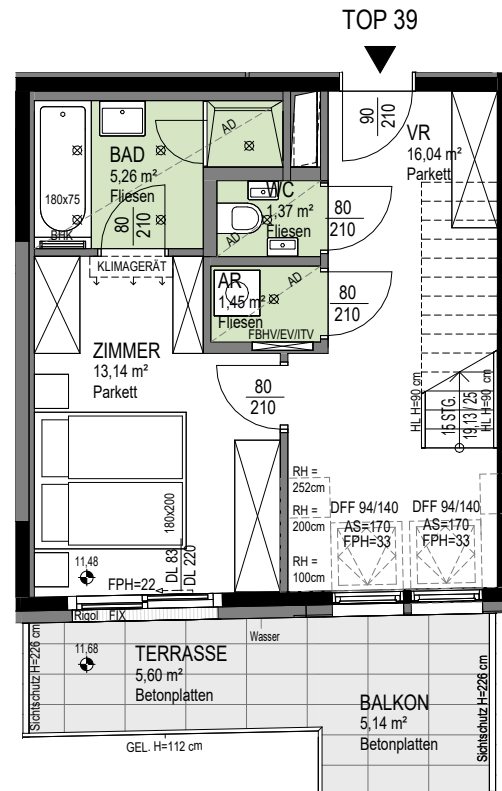 TOP 39
90
210
VR
16,04 m²
Parkett
AD
BAD
5,26 m²
Fliesen
180x75
BHK
80
210
WC
1,37 m²
Fliesen
AD
80
210
KLIMAGERÄT
AR
1,45 m²
Fliesen
AD
FBHV/EV/ITV
80
210
ZIMMER
13,14 m²
Parkett
80
210
HL H=90 cm
15 STG.
19,13 / 25
HL H=90 cm
RH =
252cm
RH =
200cm
RH =
100cm
DFF 94/140
AS=170
FPH=33
DFF 94/140
AS=170
FPH=33
180x200
11,48
FPH=22
DL 83
DL 220
Rigol
FIX
Wasser
Sichtschutz H=226 cm
11,68
TERRASSE
5,60 m²
Betonplatten
GEL. H=112 cm
BALKON
5,14 m²
Betonplatten
Sichtschutz H=226 cm